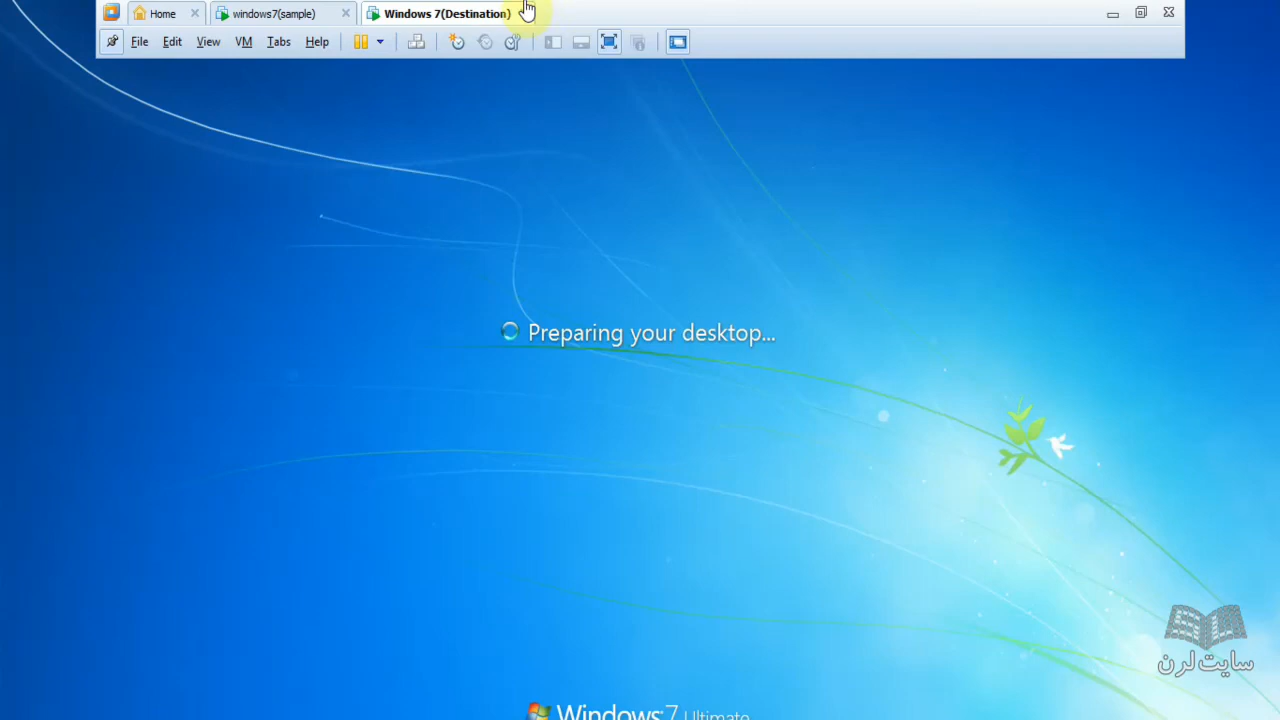 Home
windows7(sample)
Windows 7(Destination)
File Edit View VM Tabs Help
Preparing your desktop...
سایت لرن
Windows 7 Ultimate